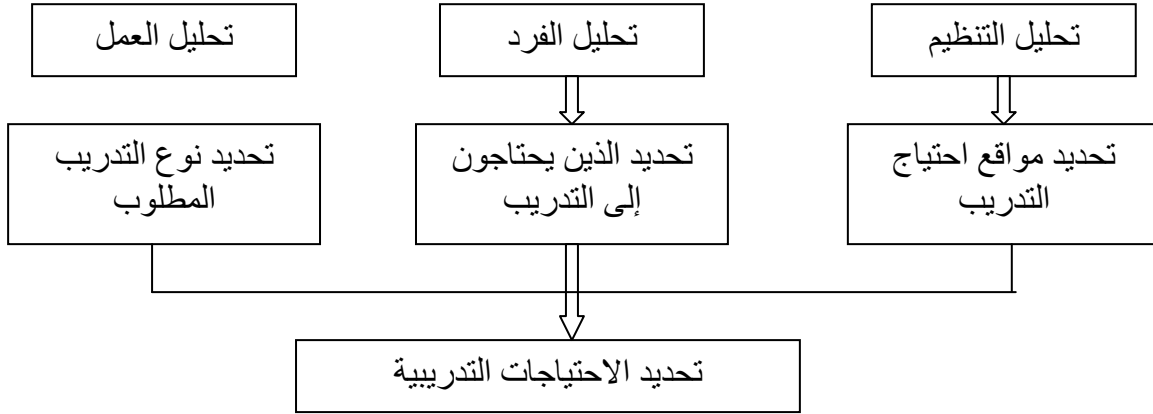 تحليل التنظيم
تحليل الفرد
تحليل العمل
تحديد مواقع احتياج
التدريب
تحديد الذين يحتاجون
إلى التدريب
تحديد نوع التدريب
المطلوب
تحديد الاحتياجات التدريبية